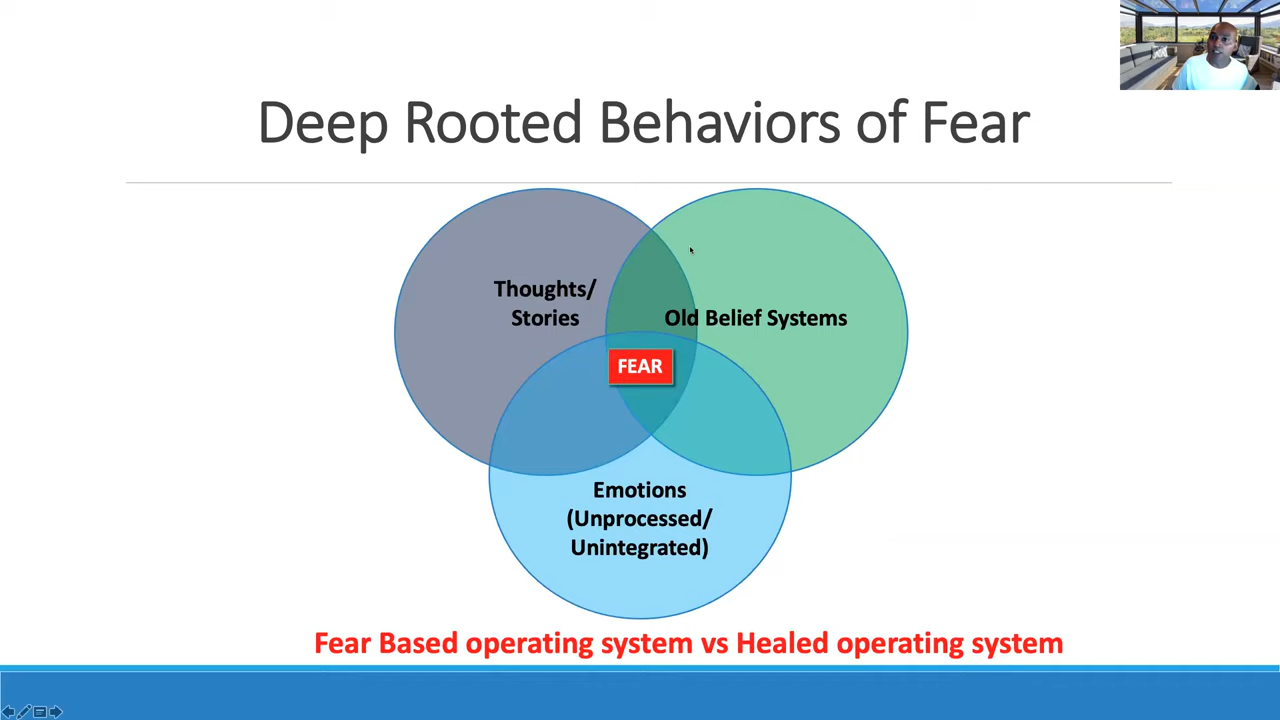 Deep Rooted Behaviors of Fear
Thoughts/
Stories
Old Belief Systems
FEAR
Emotions
(Unprocessed/
Unintegrated)
Fear Based operating system vs Healed operating system